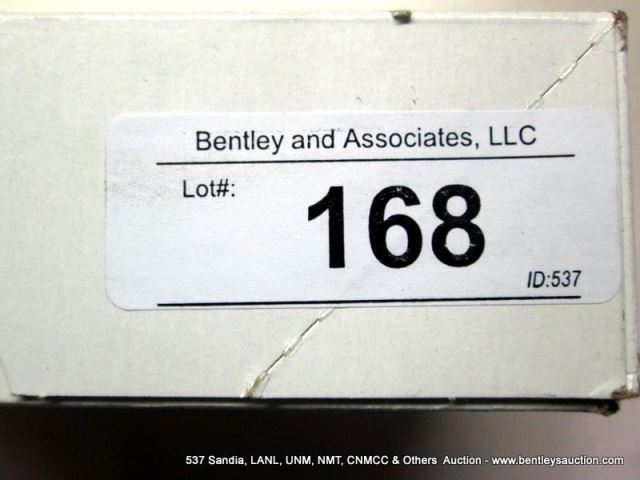 Bentley and Associates, LLC
Lot#:
168
ID:537
537 Sandia, LANL, UNM, NMT, CNMCC & Others Auction - www.bentleysauction.com